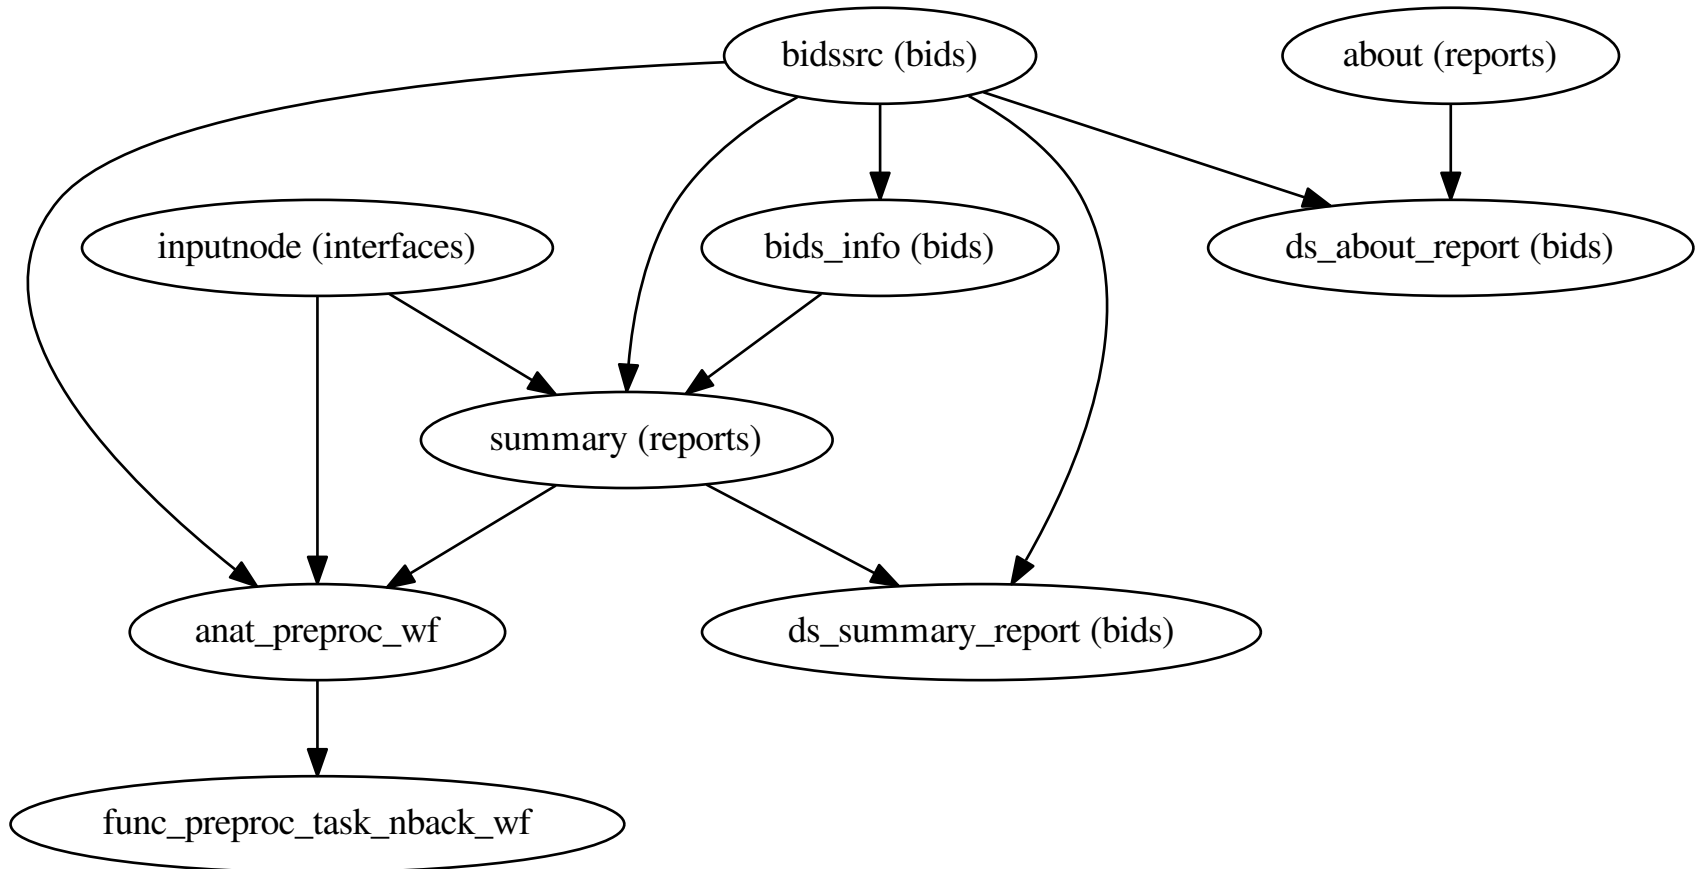 bidssrc (bids)
about (reports)
inputnode (interfaces)
bids_info (bids)
ds_about_report (bids)
summary (reports)
anat_preproc_wf
ds_summary_report (bids)
func_preproc_task_nback_wf